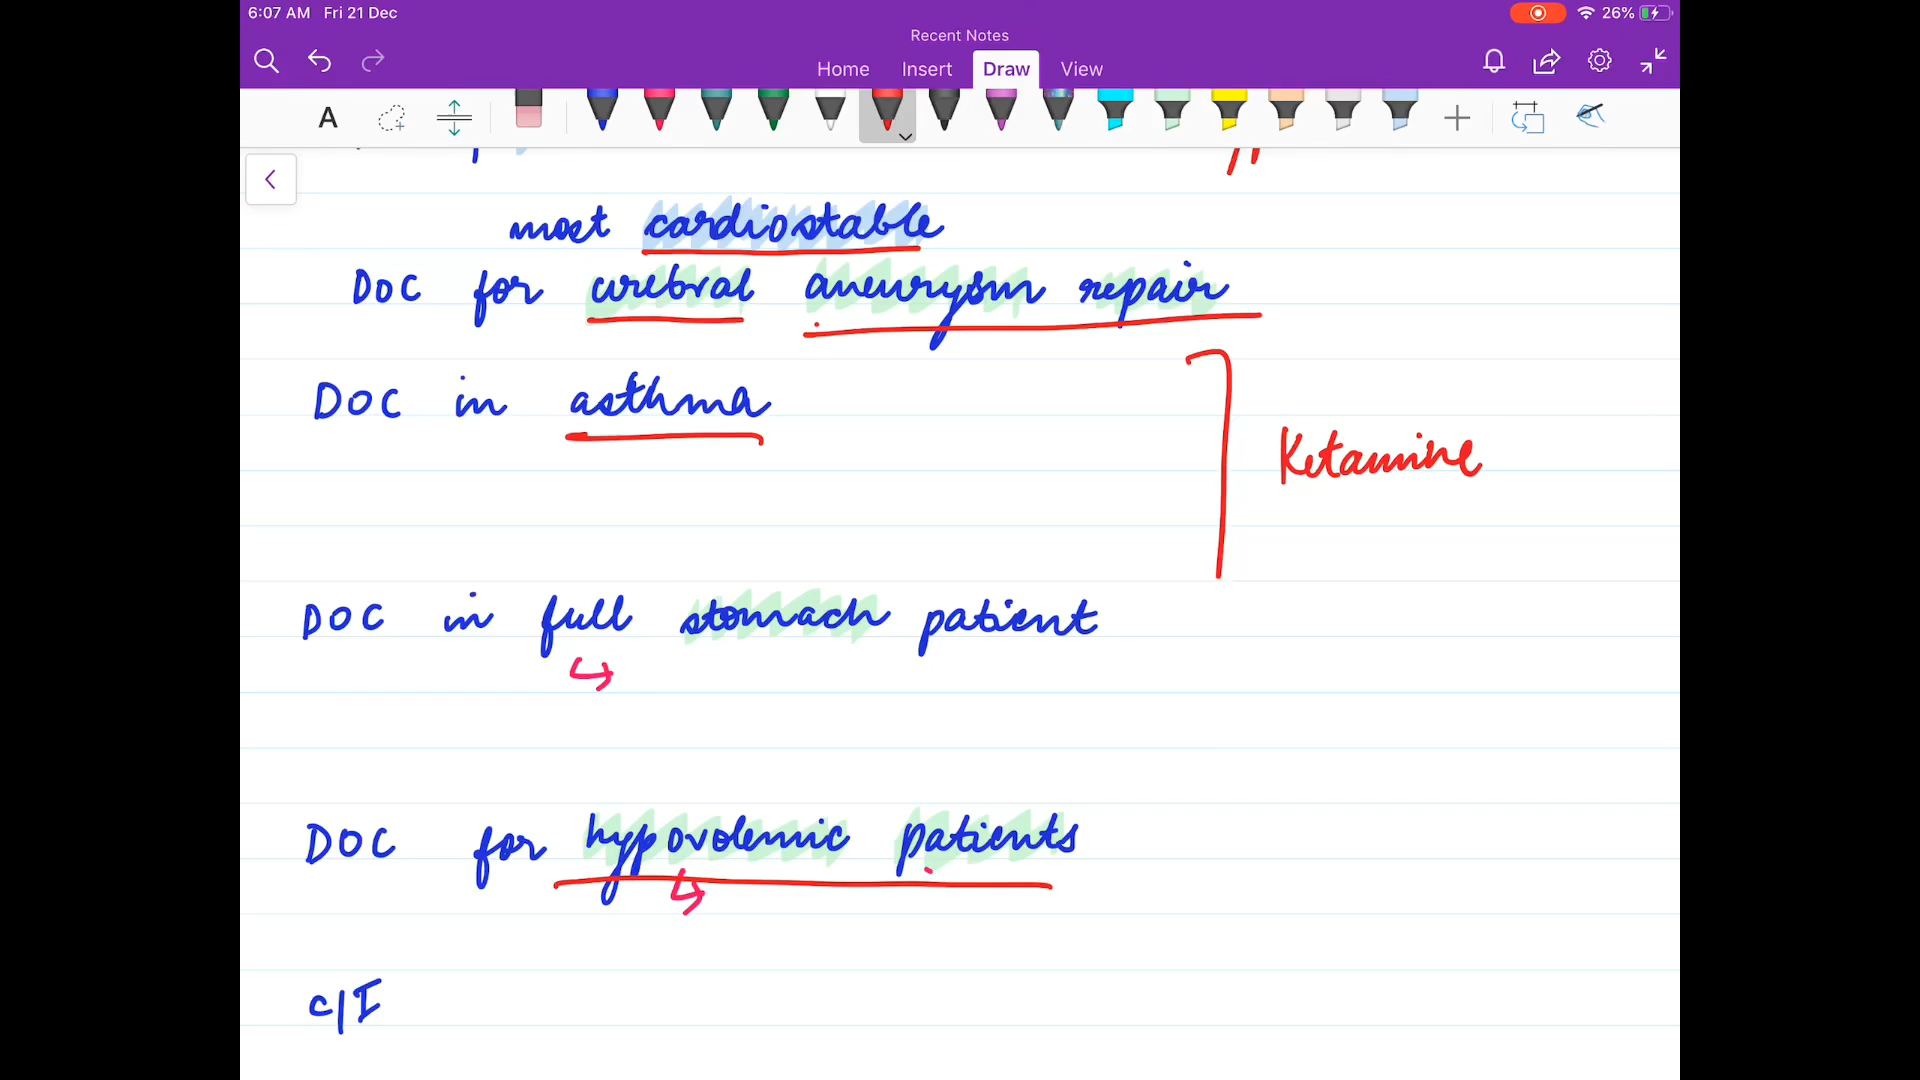 6:07 AM Fri 21 Dec
26%
Recent Notes
Home Insert Draw View
A
most cardiostable
DOC for cerebral aneurysm repair
DOC in asthma
Ketamine
DOC in full stomach patient
DOC for hypovolemic patients
C/I